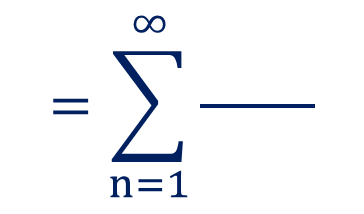 ∞
= ∑ ——
n=1